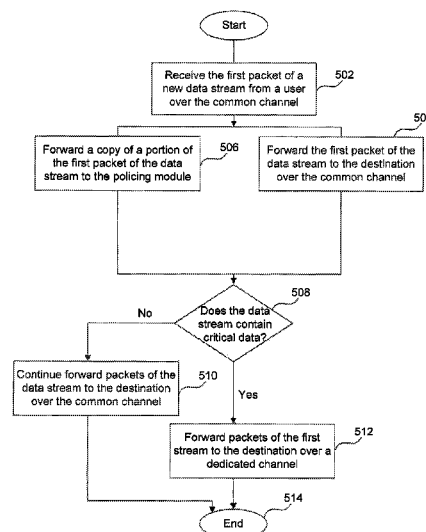 Start
Receive the first packet of a
new data stream from a user
over the common channel
502
Forward a copy of a portion of
the first packet of the data
stream to the policing module
506
Forward the first packet of the
data stream to the destination
over the common channel
50
Does the data
stream contain
critical data?
508
No
Yes
Continue forward packets of the
data stream to the destination
over the common channel
510
Forward packets of the first
stream to the destination over a
dedicated channel
512
End
514